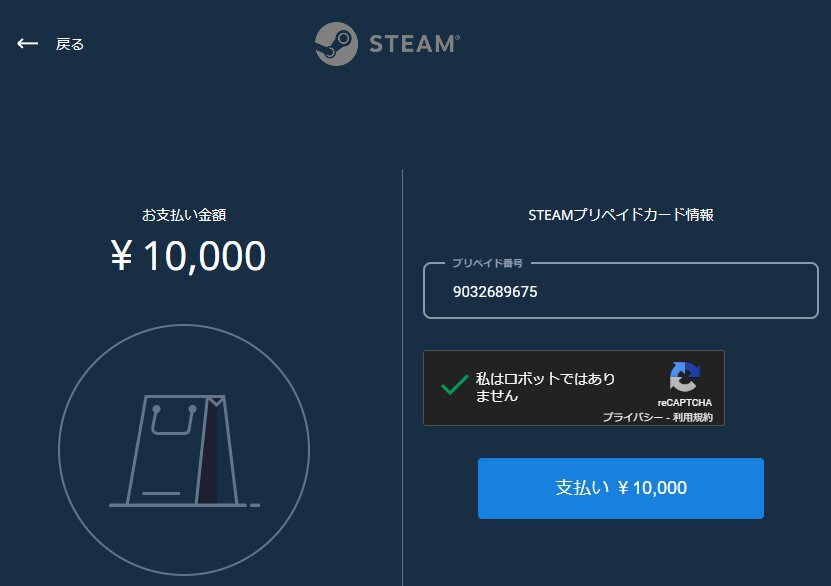 戻る
STEAM®
お支払い金額
¥ 10,000
STEAMプリペイドカード情報
プリペイド番号
9032689675
私はロボットではあり
ません
reCAPTCHA
プライバシー - 利用規約
支払い ¥ 10,000